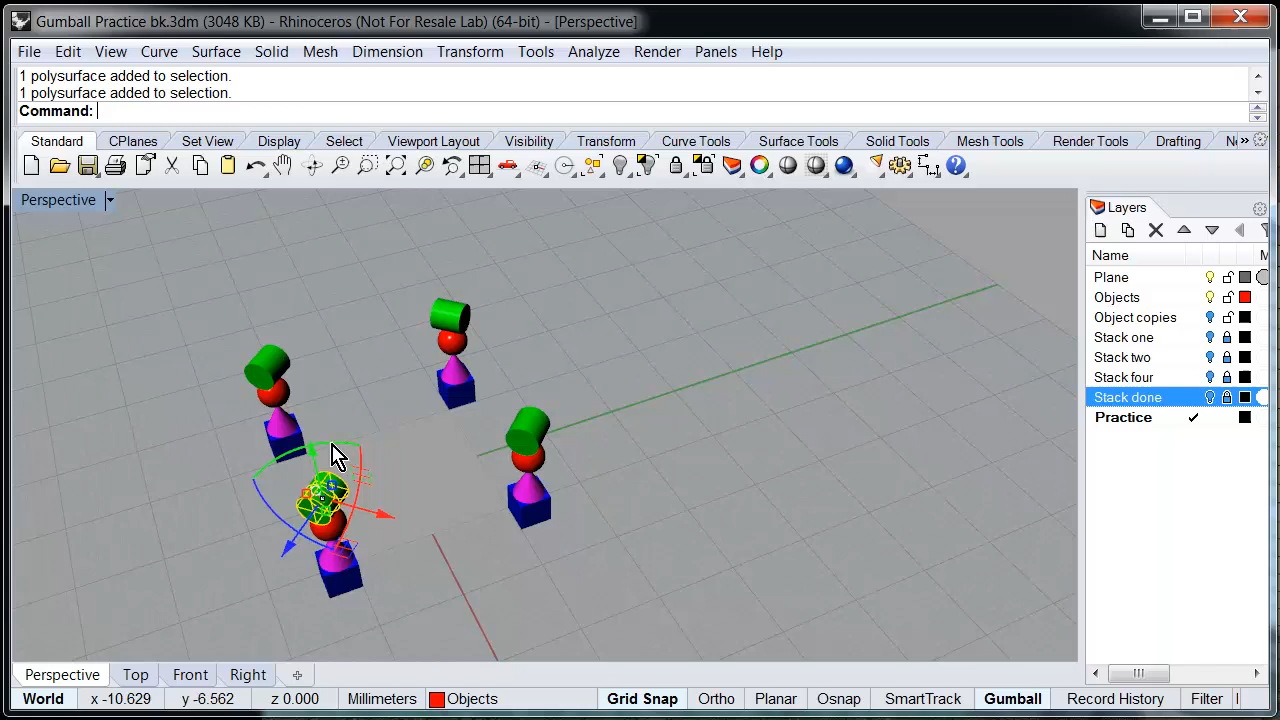 Gumball Practice bk.3dm (3048 KB) - Rhinoceros (Not For Resale Lab) (64-bit) - [Perspective]
File Edit View Curve Surface Solid Mesh Dimension Transform Tools Analyze Render Panels Help
1 polysurface added to selection.
1 polysurface added to selection.
Command:
Standard CPlanes Set View Display Select Viewport Layout Visibility Transform Curve Tools Surface Tools Solid Tools Mesh Tools Render Tools Drafting
Perspective
Layers
Name
Plane
Objects
Object copies
Stack one
Stack two
Stack four
Stack done
Practice
Perspective Top Front Right
World x -10.629 y -6.562 z 0.000 Millimeters Objects Grid Snap Ortho Planar Osnap SmartTrack Gumball Record History Filter